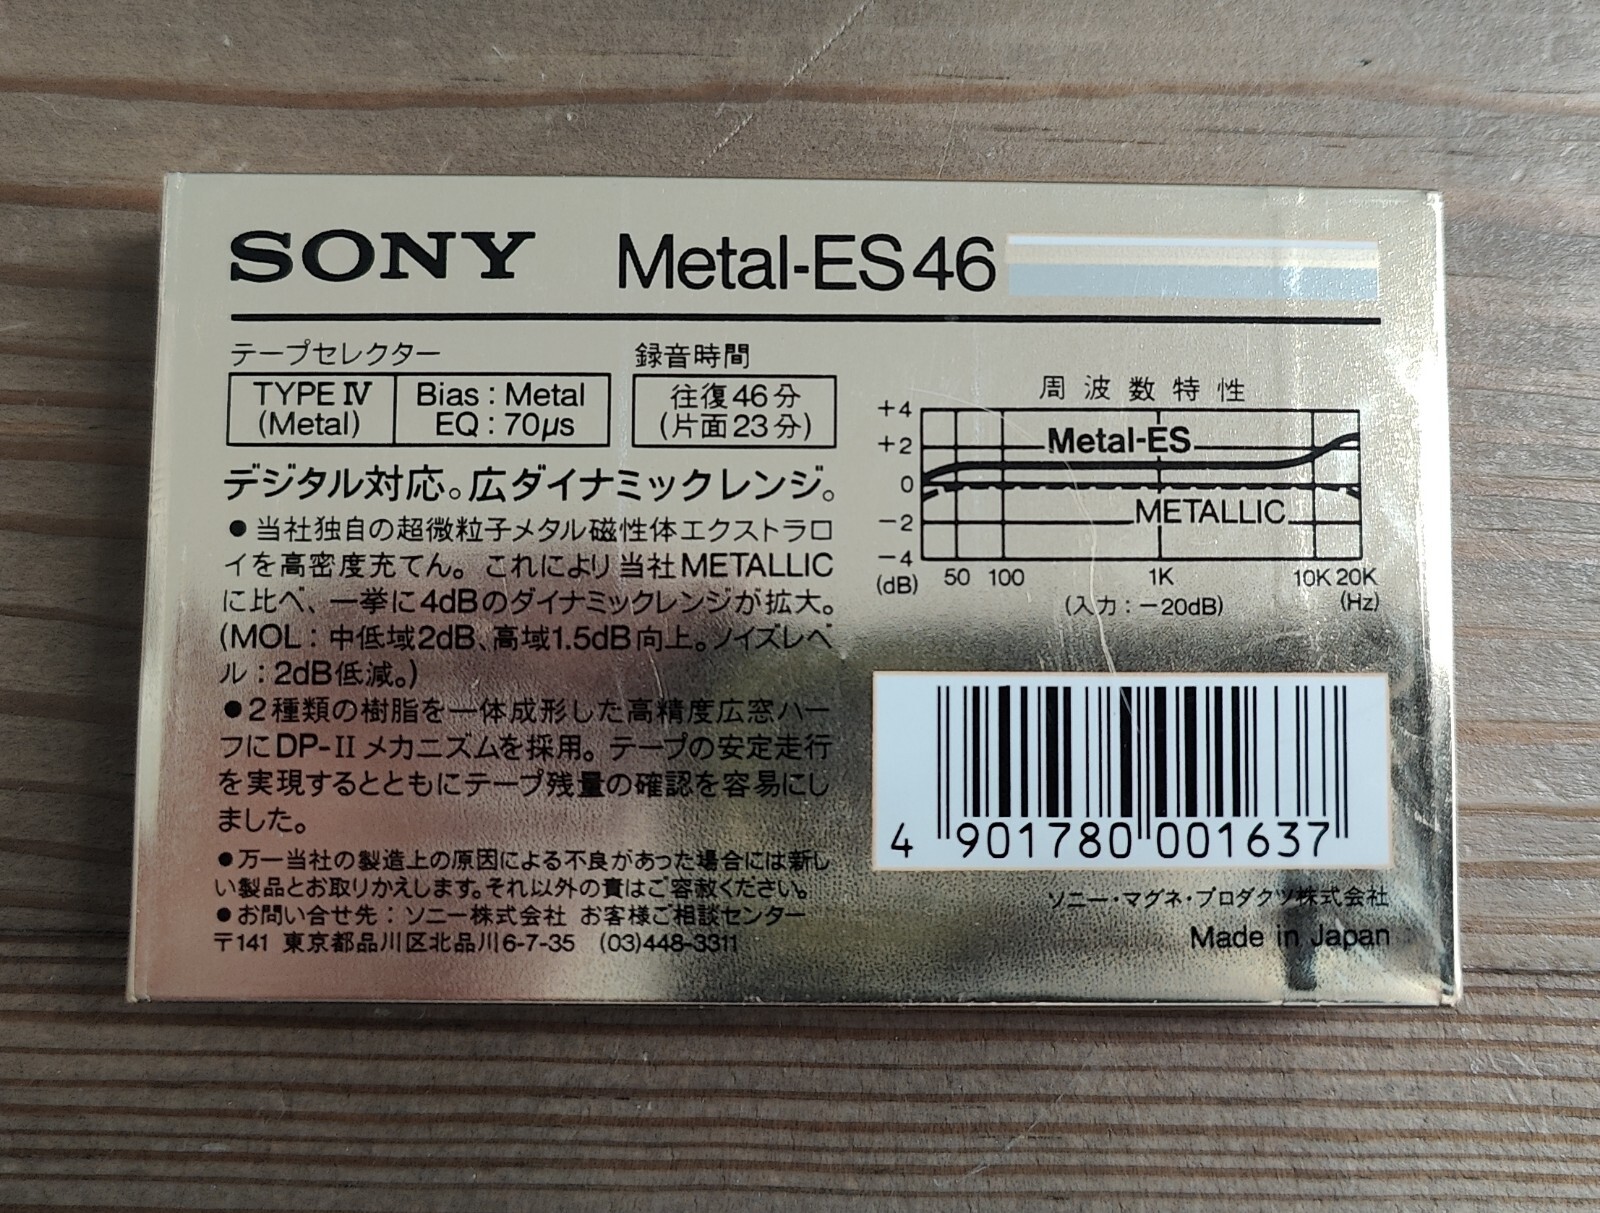 SONY Metal-ES46
テープセレクター
TYPE IV
(Metal)
Bias : Metal
EQ : 70µs
録音時間
往復46分
(片面23分)
デジタル対応。広ダイナミックレンジ。
●当社独自の超微粒子メタル磁性体エクストラロ
イを高密度充てん。これにより当社METALLIC
に比べ、一挙に4dBのダイナミックレンジが拡大。
(MOL：中低域2dB、高域1.5dB向上。ノイズレベ
ル：2dB低減。)
●2種類の樹脂を一体成形した高精度広窓ハー
フにDP-IIメカニズムを採用。テープの安定走行
を実現するとともにテープ残量の確認を容易にし
ました。
●万一当社の製造上の原因による不良があった場合には新し
い製品とお取りかえします。それ以外の責はご容赦ください。
●お問い合せ先：ソニー株式会社 お客様ご相談センター
〒141 東京都品川区北品川6-7-35 (03)448-3311
周波数特性
+4
+2
0
−2
−4
(dB)
Metal-ES
METALLIC
50 100 1K 10K 20K
(入力：−20dB) (Hz)
4 901780 001637
ソニー・マグネ・プロダクツ株式会社
Made in Japan